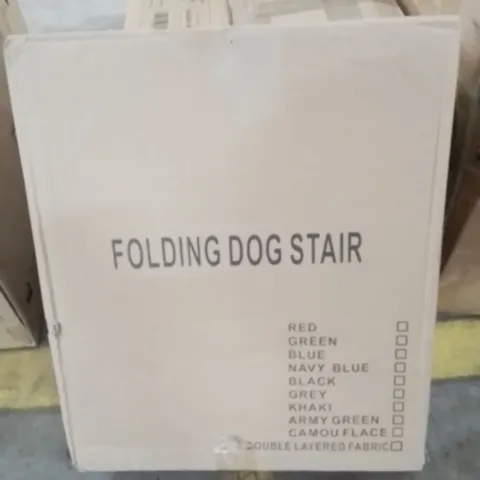 FOLDING DOG STAIR
RED
GREEN
BLUE
NAVY BLUE
BLACK
GREY
KHAKI
ARMY GREEN
CAMOU FLACE
DOUBLE LAYERED FABRIC